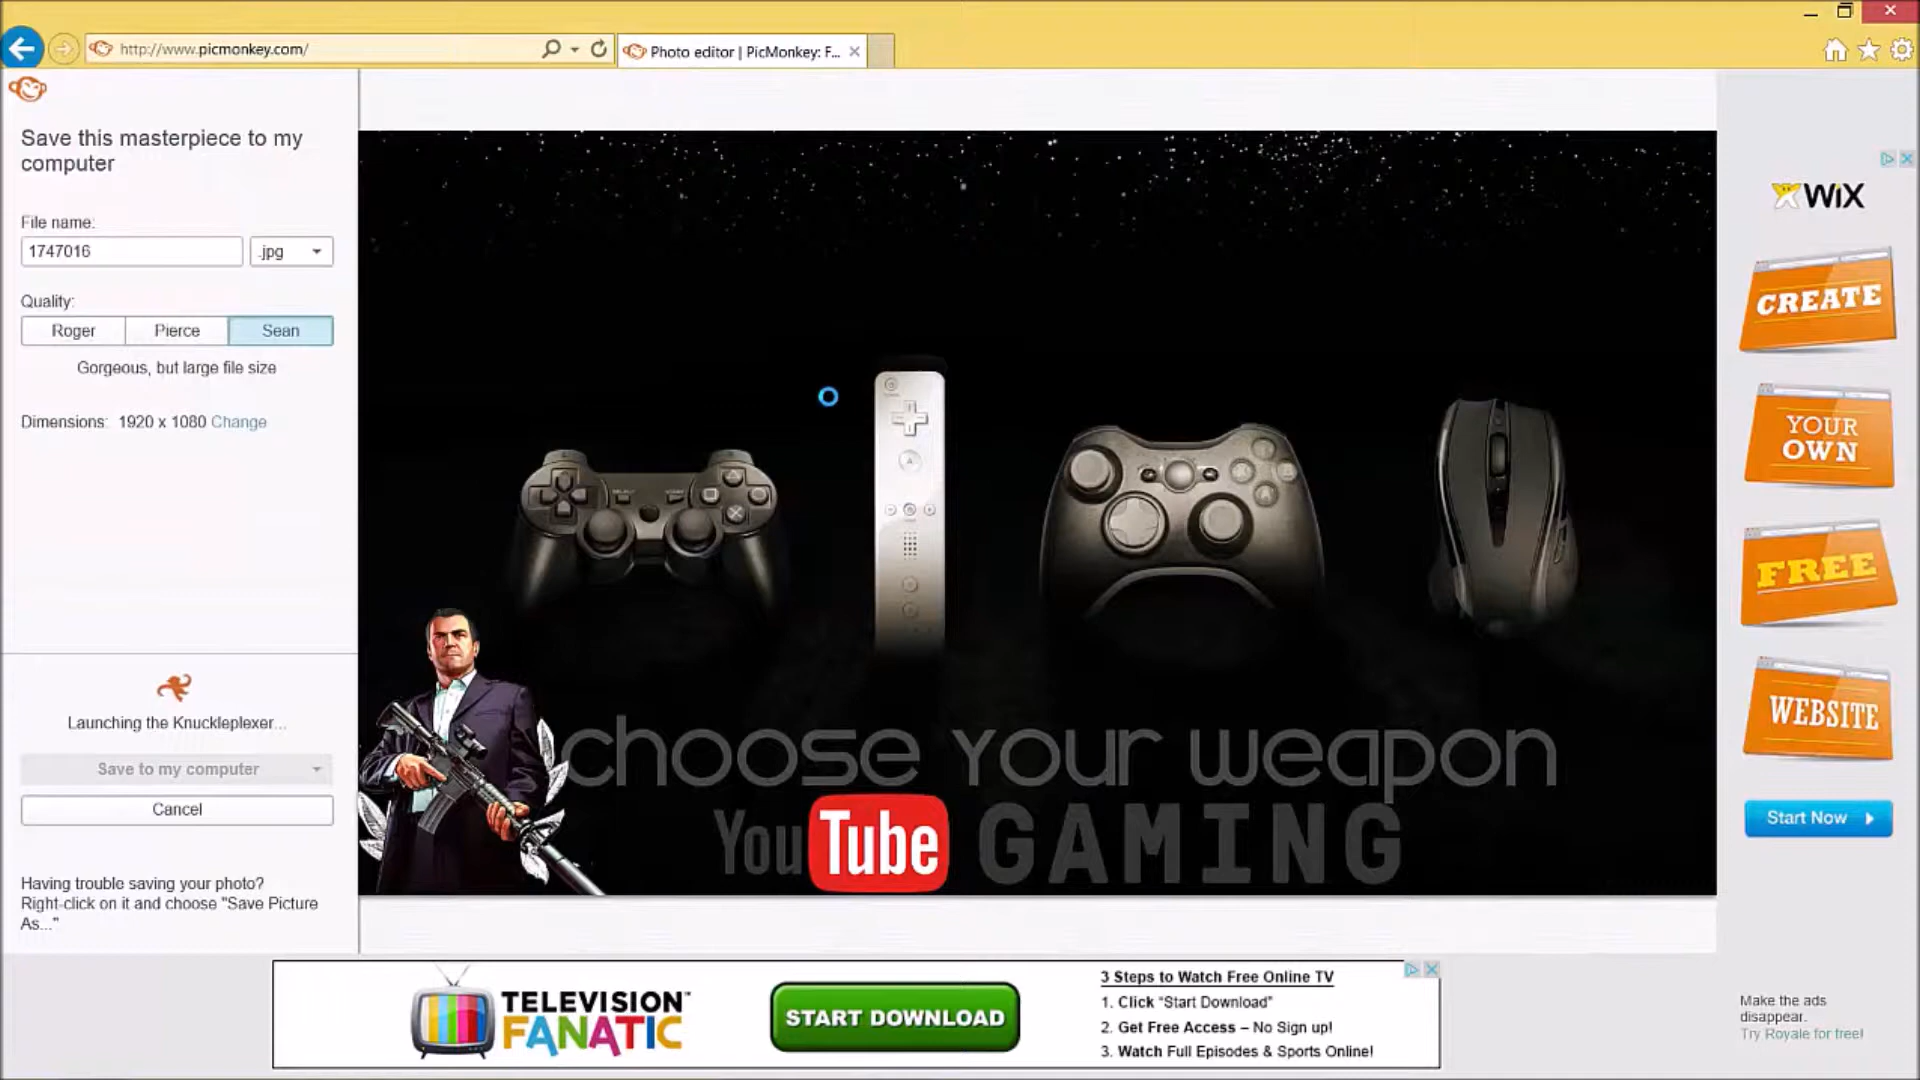 http://www.picmonkey.com/
Photo editor | PicMonkey: F...
Save this masterpiece to my
computer
File name:
1747016
.jpg
Quality:
Roger
Pierce
Sean
Gorgeous, but large file size
Dimensions: 1920 x 1080 Change
Launching the Knuckleplexer...
Save to my computer
Cancel
Having trouble saving your photo?
Right-click on it and choose "Save Picture
As..."
SELECT
START
A
A
choose your weapon
YouTube GAMING
WiX
CREATE
YOUR
OWN
FREE
WEBSITE
Start Now
TELEVISION™
FANATIC
START DOWNLOAD
3 Steps to Watch Free Online TV
1. Click "Start Download"
2. Get Free Access – No Sign up!
3. Watch Full Episodes & Sports Online!
Make the ads
disappear.
Try Royale for free!